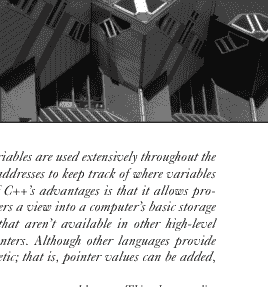 riables are used extensively throughout the
addresses to keep track of where variables
C++'s advantages is that it allows pro-
ers a view into a computer's basic storage
that aren't available in other high-level
nters. Although other languages provide
etic; that is, pointer values can be added,